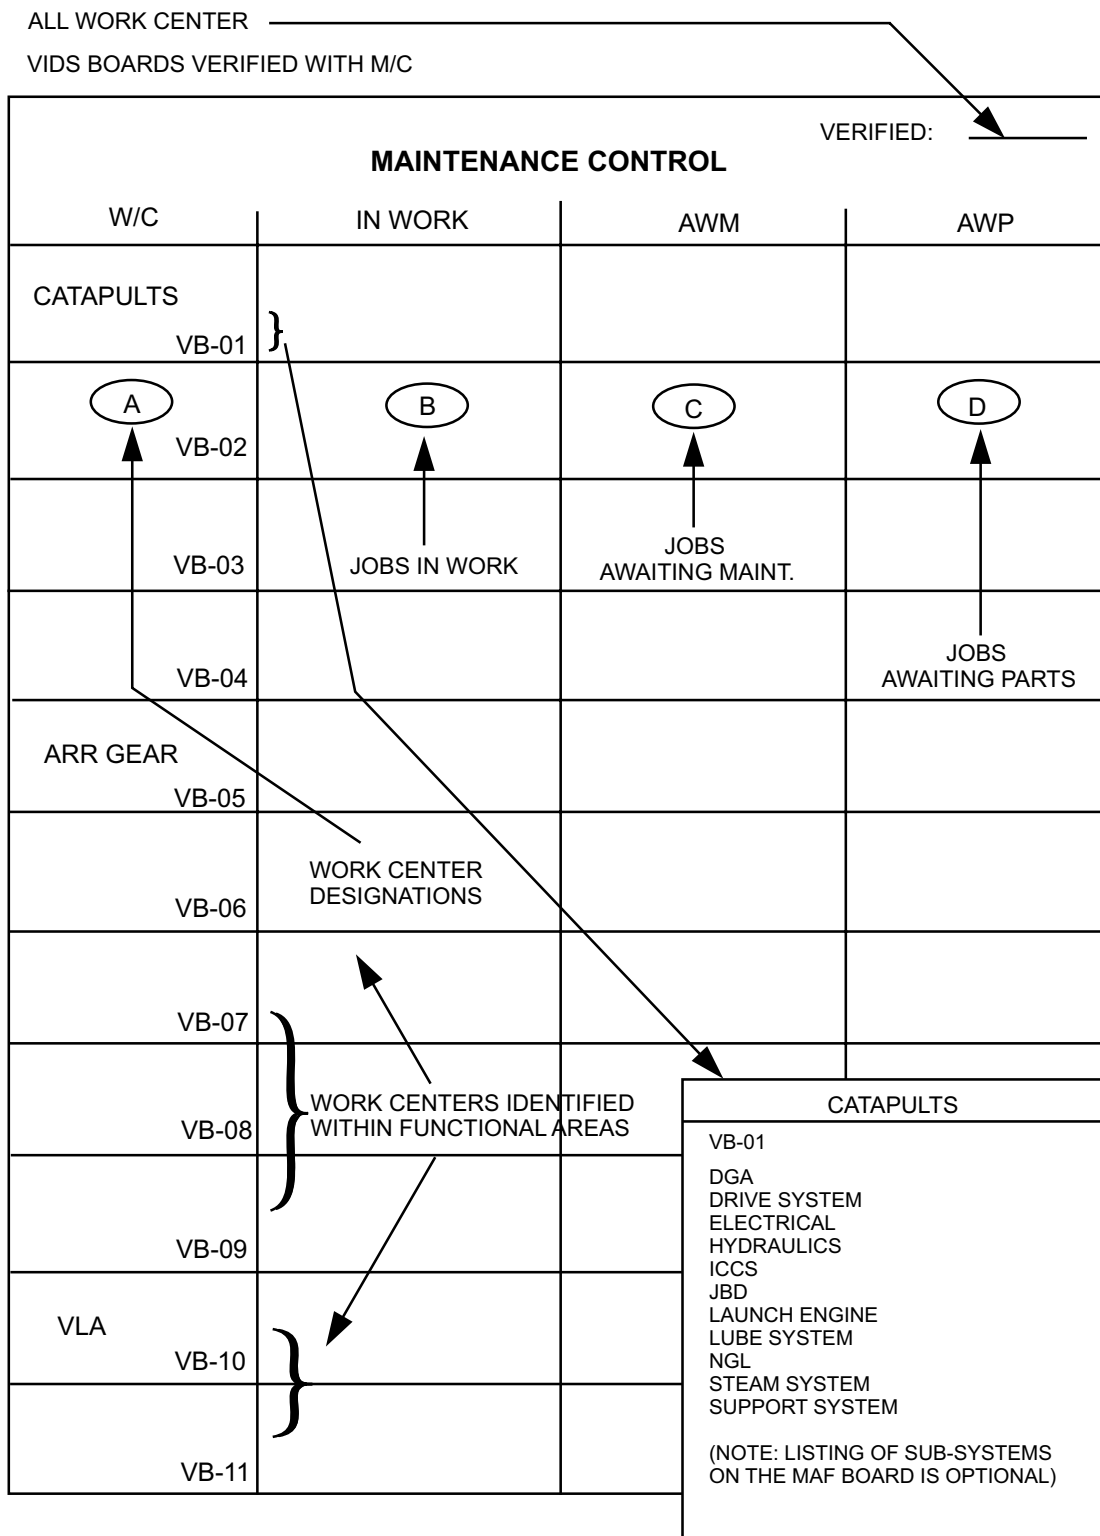 ALL WORK CENTER
VIDS BOARDS VERIFIED WITH M/C
VERIFIED:
MAINTENANCE CONTROL
W/C IN WORK AWM AWP
CATAPULTS
VB-01
A B C D
VB-02
VB-03
JOBS IN WORK
JOBS
AWAITING MAINT.
VB-04
JOBS
AWAITING PARTS
ARR GEAR
VB-05
WORK CENTER
DESIGNATIONS
VB-06
VB-07
WORK CENTERS IDENTIFIED
WITHIN FUNCTIONAL AREAS
VB-08
VB-09
VLA
VB-10
VB-11
CATAPULTS
VB-01
DGA
DRIVE SYSTEM
ELECTRICAL
HYDRAULICS
ICCS
JBD
LAUNCH ENGINE
LUBE SYSTEM
NGL
STEAM SYSTEM
SUPPORT SYSTEM
(NOTE: LISTING OF SUB-SYSTEMS
ON THE MAF BOARD IS OPTIONAL)